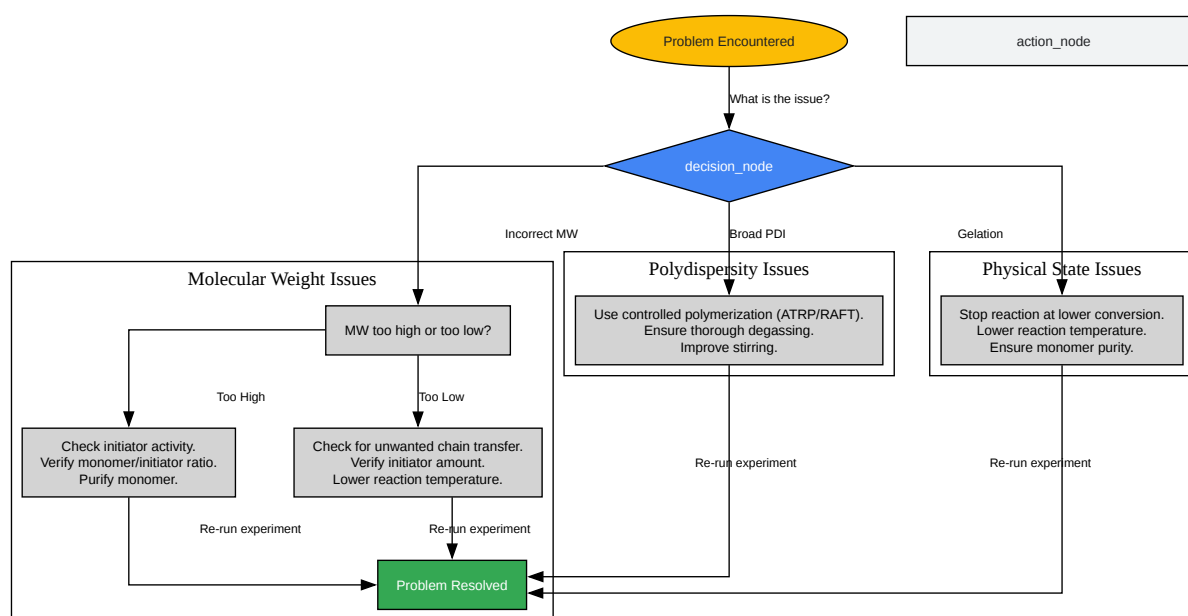 Problem Encountered
action_node
What is the issue?
decision_node
Incorrect MW
Broad PDI
Gelation
Molecular Weight Issues
Polydispersity Issues
Physical State Issues
MW too high or too low?
Use controlled polymerization (ATRP/RAFT).
Ensure thorough degassing.
Improve stirring.
Stop reaction at lower conversion.
Lower reaction temperature.
Ensure monomer purity.
Too High
Too Low
Check initiator activity.
Verify monomer/initiator ratio.
Purify monomer.
Check for unwanted chain transfer.
Verify initiator amount.
Lower reaction temperature.
Re-run experiment
Re-run experiment
Re-run experiment
Re-run experiment
Problem Resolved